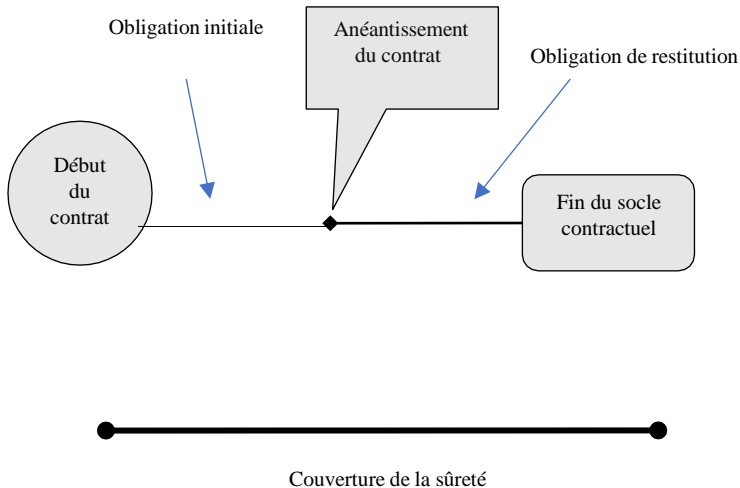 Obligation initiale
Anéantissement
du contrat
Obligation de restitution
Début
du
contrat
Fin du socle
contractuel
Couverture de la sûreté